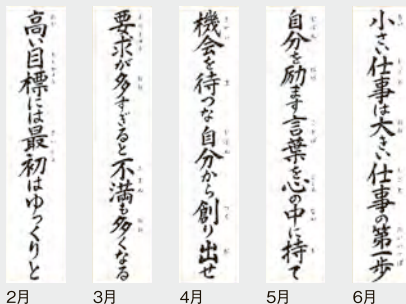 高い目標には最初はゆっくりと
2月
要求が多すぎると不満も多くなる
3月
機会を待つな自分から創り出せ
4月
自分を励ます言葉を心の中に持て
5月
小さい仕事は大きい仕事の第一歩
6月